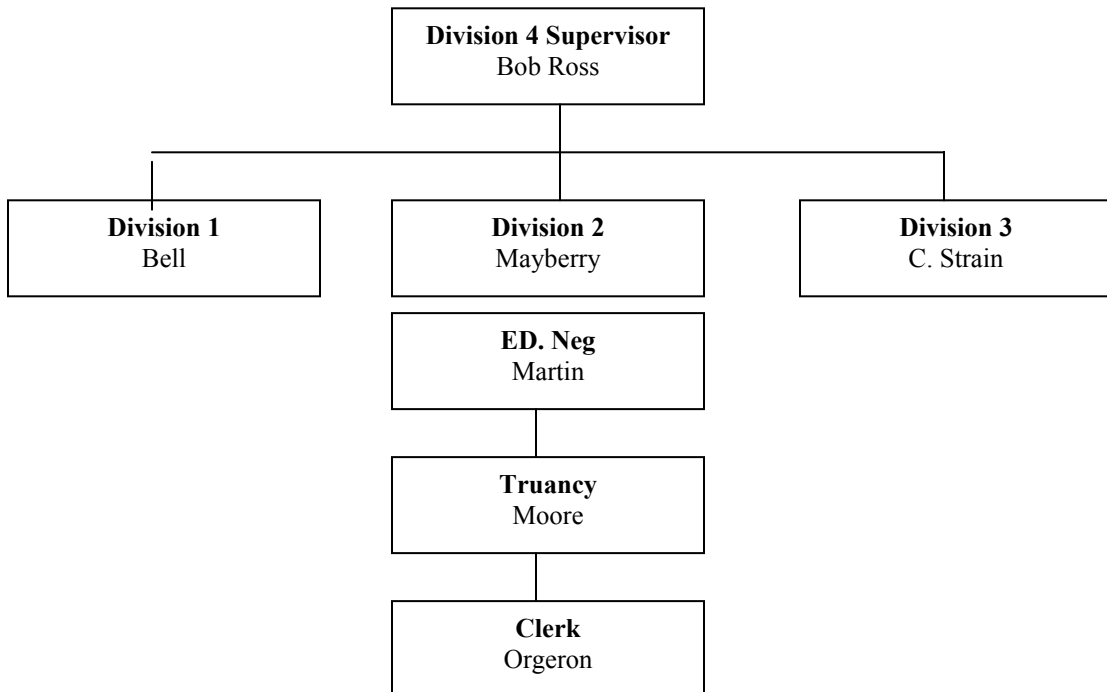 Division 4 Supervisor
Bob Ross
Division 1
Bell
Division 2
Mayberry
Division 3
C. Strain
ED. Neg
Martin
Truancy
Moore
Clerk
Orgeron